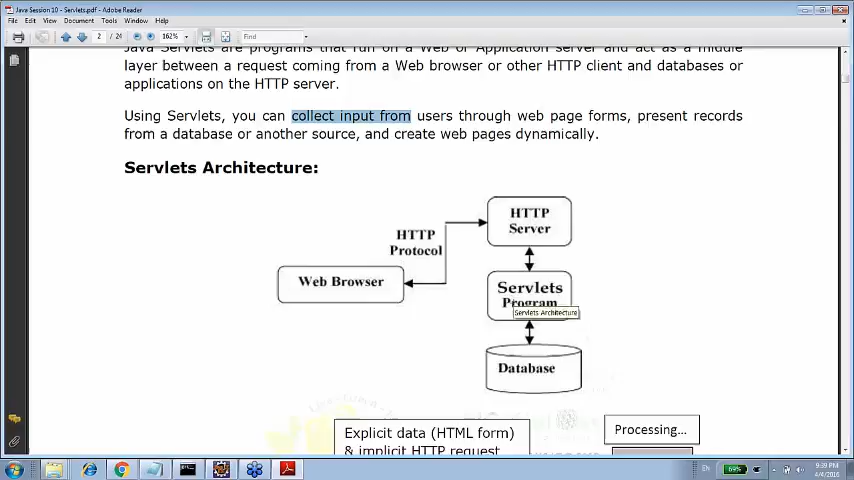 Java Session 10 - Servlets.pdf - Adobe Reader
File Edit View Document Tools Window Help
2 / 24 162% Find
Java Servlets are programs that run on a Web or Application server and act as a middle
layer between a request coming from a Web browser or other HTTP client and databases or
applications on the HTTP server.
Using Servlets, you can collect input from users through web page forms, present records
from a database or another source, and create web pages dynamically.
Servlets Architecture:
HTTP
Server
HTTP
Protocol
Web Browser
Servlets
Program
Servlets Architecture
Database
Explicit data (HTML form)
& implicit HTTP request
Processing...
EN
69%
9:39 PM
4/4/2016